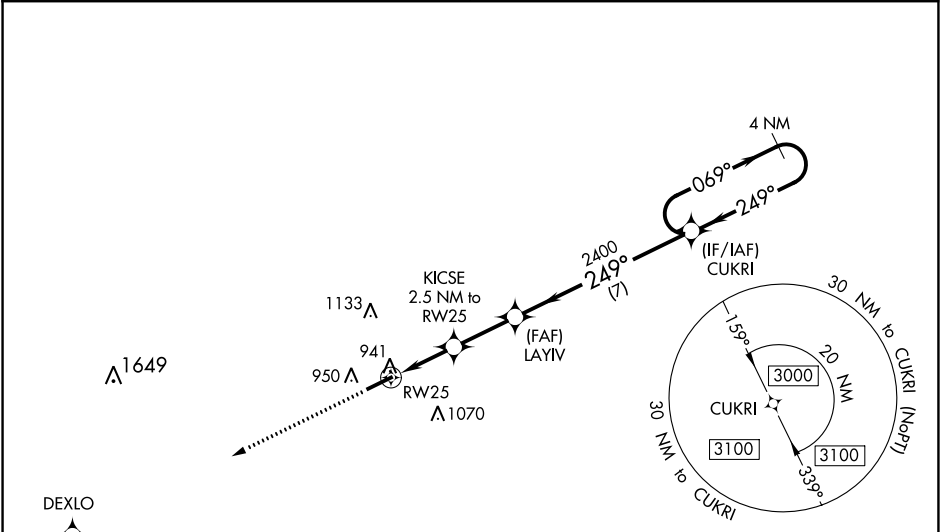 4 NM
069°
249°
(IF/IAF)
CUKRI
2400
249°
(7)
KICSE
2.5 NM to
RW25
(FAF)
LAYIV
1133
941
950
RW25
1070
1649
DEXLO
30 NM to CUKRI (NoPT)
159°
20 NM
3000
CUKRI
3100
3100
339°
30 NM to CUKRI